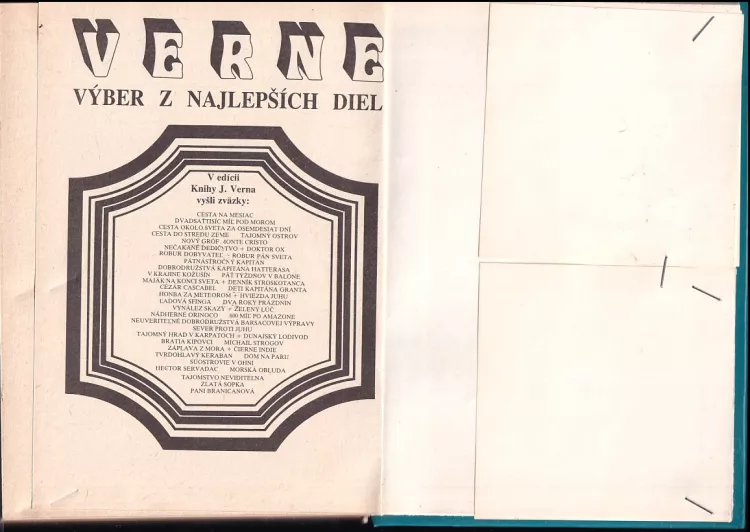 VERNE
VÝBER Z NAJLEPŠÍCH DIEL
V edícii
Knihy J. Verna
vyšli zväzky:
CESTA NA MESIAC
DVADSAŤTISÍC MÍĽ POD MOROM
CESTA OKOLO SVETA ZA OSEMDESIAT DNÍ
CESTA DO STREDU ZEME TAJOMNÝ OSTROV
NOVÝ GRÓF MONTE CRISTO
NEČAKANÉ DEDIČSTVO + DOKTOR OX
ROBUR DOBYVATEĽ – ROBUR PÁN SVETA
PÄTNÁSŤROČNÝ KAPITÁN
DOBRODRUŽSTVÁ KAPITÁNA HATTERASA
V KRAJINE KOŽUŠÍN PÄŤ TÝŽDŇOV V BALÓNE
MAJÁK NA KONCI SVETA + DENNÍK STROSKOTANCA
CÉZAR CASCABEL DETI KAPITÁNA GRANTA
HONBA ZA METEOROM + HVIEZDA JUHU
ĽADOVÁ SFINGA DVA ROKY PRÁZDNIN
VYNÁLEZ SKAZY + ZELENÝ LÚČ
NÁDHERNÉ ORINOCO 800 MÍĽ PO AMAZONE
NEUVERITEĽNÉ DOBRODRUŽSTVÁ BARSACOVEJ VÝPRAVY
SEVER PROTI JUHU
TAJOMNÝ HRAD V KARPATOCH + DUNAJSKÝ LODIVOD
BRATIA KIPOVCI MICHAIL STROGOV
ZÁPLAVA Z MORA + ČIERNE INDIE
TVRDOHLAVÝ KERABAN DOM NA PARU
SÚOSTROVIE V OHNI
HECTOR SERVADAC MORSKÁ OBLUDA
TAJOMSTVO NEVIDITEĽNA
ZLATÁ SOPKA
PANI BRANICANOVÁ